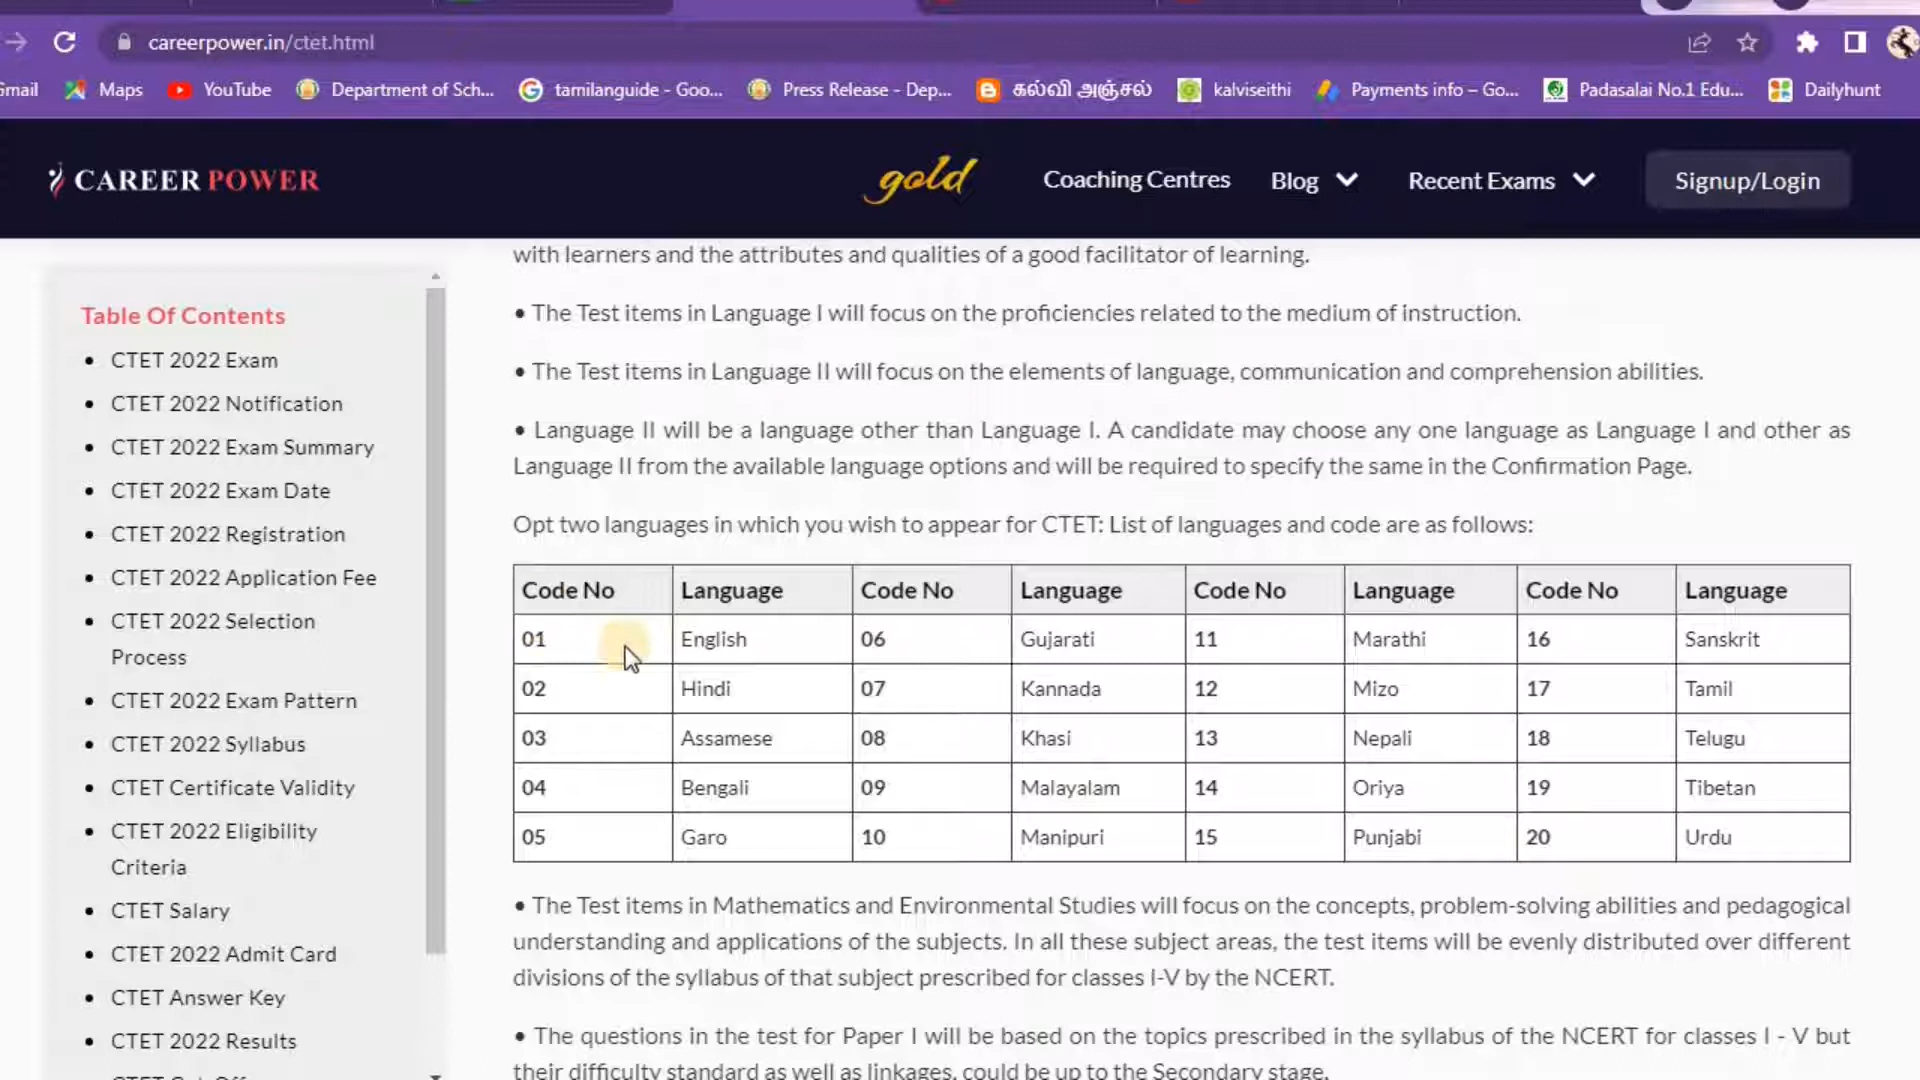 careerpower.in/ctet.html
Gmail Maps YouTube Department of Sch... tamilanguide - Goo... Press Release - Dep... கல்வி அஞ்சல் kalviseithi Payments info – Go... Padasalai No.1 Edu... Dailyhunt
CAREER POWER gold Coaching Centres Blog Recent Exams Signup/Login
Table Of Contents
CTET 2022 Exam
CTET 2022 Notification
CTET 2022 Exam Summary
CTET 2022 Exam Date
CTET 2022 Registration
CTET 2022 Application Fee
CTET 2022 Selection
Process
CTET 2022 Exam Pattern
CTET 2022 Syllabus
CTET Certificate Validity
CTET 2022 Eligibility
Criteria
CTET Salary
CTET 2022 Admit Card
CTET Answer Key
CTET 2022 Results
with learners and the attributes and qualities of a good facilitator of learning.
• The Test items in Language I will focus on the proficiencies related to the medium of instruction.
• The Test items in Language II will focus on the elements of language, communication and comprehension abilities.
• Language II will be a language other than Language I. A candidate may choose any one language as Language I and other as
Language II from the available language options and will be required to specify the same in the Confirmation Page.
Opt two languages in which you wish to appear for CTET: List of languages and code are as follows:
Code No Language Code No Language Code No Language Code No Language
01 English 06 Gujarati 11 Marathi 16 Sanskrit
02 Hindi 07 Kannada 12 Mizo 17 Tamil
03 Assamese 08 Khasi 13 Nepali 18 Telugu
04 Bengali 09 Malayalam 14 Oriya 19 Tibetan
05 Garo 10 Manipuri 15 Punjabi 20 Urdu
• The Test items in Mathematics and Environmental Studies will focus on the concepts, problem-solving abilities and pedagogical
understanding and applications of the subjects. In all these subject areas, the test items will be evenly distributed over different
divisions of the syllabus of that subject prescribed for classes I-V by the NCERT.
• The questions in the test for Paper I will be based on the topics prescribed in the syllabus of the NCERT for classes I - V but
their difficulty standard as well as linkages, could be up to the Secondary stage.